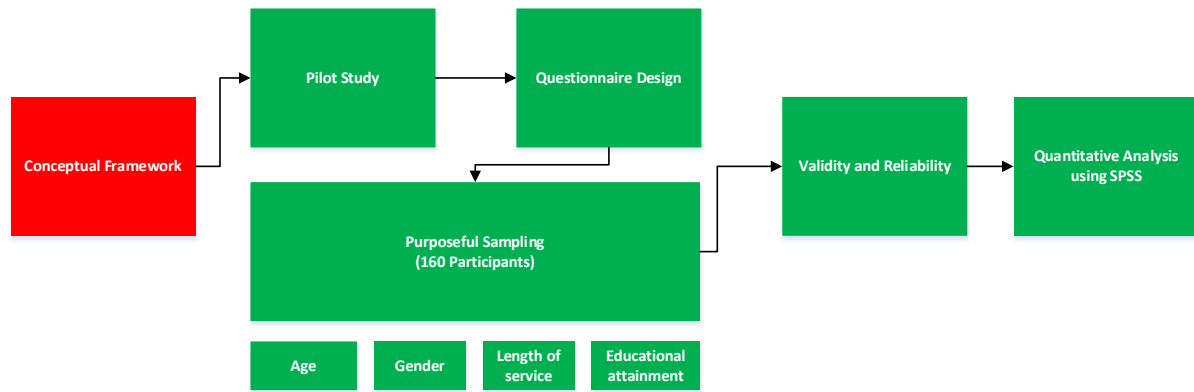 Conceptual Framework
Pilot Study
Questionnaire Design
Purposeful Sampling
(160 Participants)
Age
Gender
Length of
service
Educational
attainment
Validity and Reliability
Quantitative Analysis
using SPSS